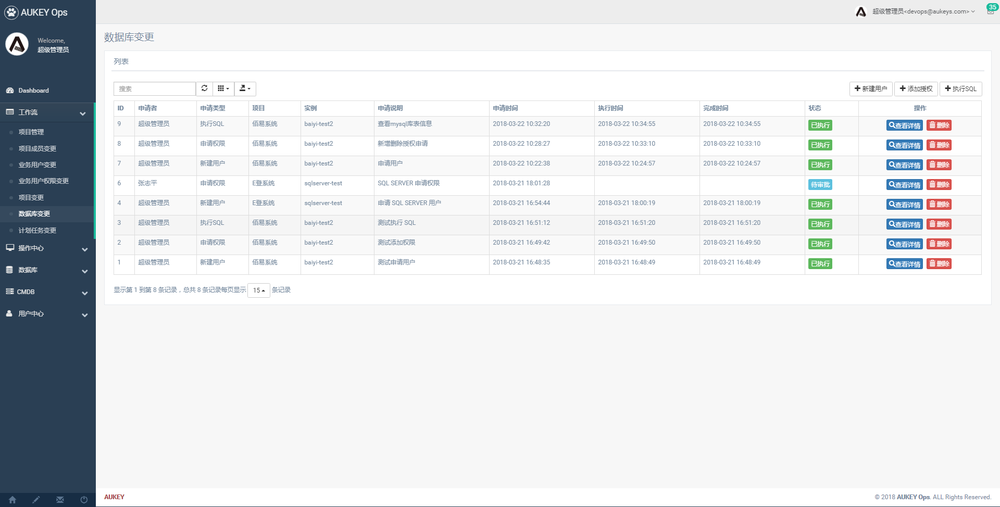 AUKEY Ops
超级管理员<devops@aukeys.com>
35
Welcome,
超级管理员
Dashboard
工作流
项目管理
项目成员变更
业务用户变更
业务用户权限变更
项目变更
数据库变更
计划任务变更
操作中心
数据库
CMDB
用户中心
数据库变更
列表
搜索
新建用户 添加授权 执行SQL
ID 申请者 申请类型 项目 实例 申请说明 申请时间 执行时间 完成时间 状态 操作
9 超级管理员 执行SQL 佰易系统 baiyi-test2 查看mysql库表信息 2018-03-22 10:32:20 2018-03-22 10:34:55 2018-03-22 10:34:55 已执行 查看详情 删除
8 超级管理员 申请权限 佰易系统 baiyi-test2 新增删除授权申请 2018-03-22 10:28:27 2018-03-22 10:33:10 2018-03-22 10:33:10 已执行 查看详情 删除
7 超级管理员 新建用户 佰易系统 baiyi-test2 申请用户 2018-03-22 10:22:38 2018-03-22 10:24:57 2018-03-22 10:24:57 已执行 查看详情 删除
6 张志平 申请权限 E登系统 sqlserver-test SQL SERVER 申请权限 2018-03-21 18:01:28 待审批 查看详情 删除
4 超级管理员 新建用户 E登系统 sqlserver-test 申请 SQL SERVER 用户 2018-03-21 16:54:44 2018-03-21 18:00:19 2018-03-21 18:00:19 已执行 查看详情 删除
3 超级管理员 执行SQL 佰易系统 baiyi-test2 测试执行 SQL 2018-03-21 16:51:12 2018-03-21 16:51:20 2018-03-21 16:51:20 已执行 查看详情 删除
2 超级管理员 申请权限 佰易系统 baiyi-test2 测试添加权限 2018-03-21 16:49:42 2018-03-21 16:49:50 2018-03-21 16:49:50 已执行 查看详情 删除
1 超级管理员 新建用户 佰易系统 baiyi-test2 测试申请用户 2018-03-21 16:48:35 2018-03-21 16:48:49 2018-03-21 16:48:49 已执行 查看详情 删除
显示第 1 到第 8 条记录，总共 8 条记录每页显示 15 条记录
AUKEY
© 2018 AUKEY Ops. ALL Rights Reserved.